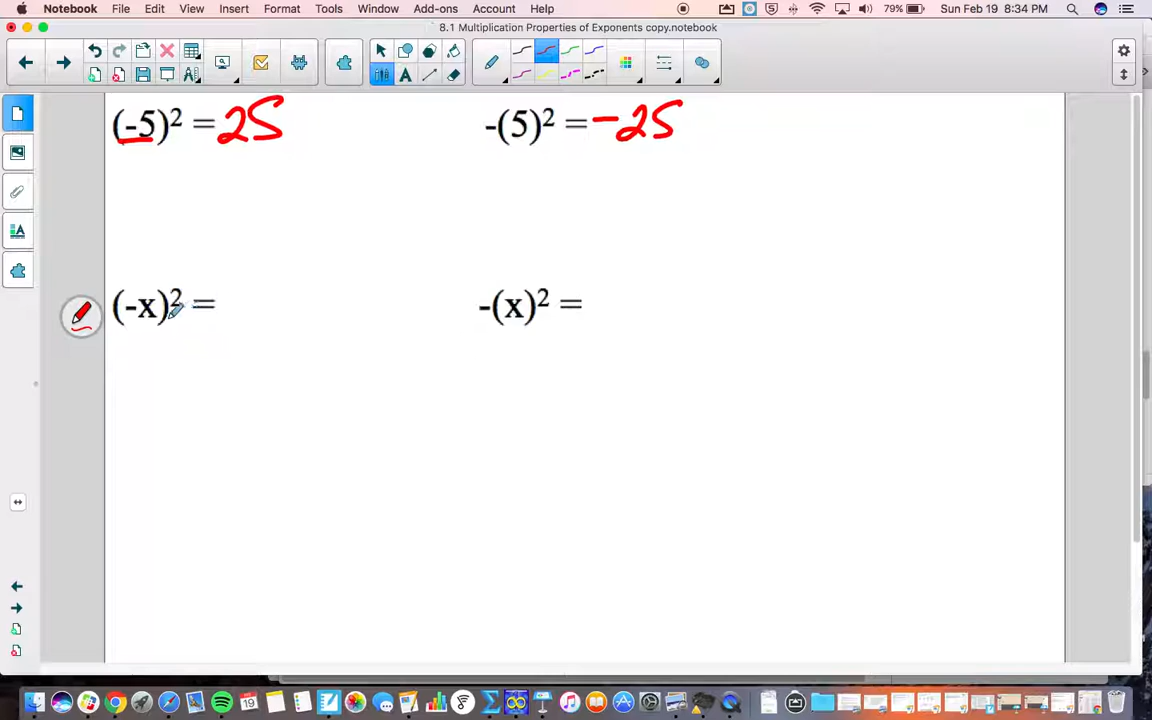 Notebook File Edit View Insert Format Tools Window Add-ons Account Help 79% Sun Feb 19 8:34 PM
8.1 Multiplication Properties of Exponents copy.notebook
(-5)² = 25 -(5)² = -25
(-x)² = -(x)² =